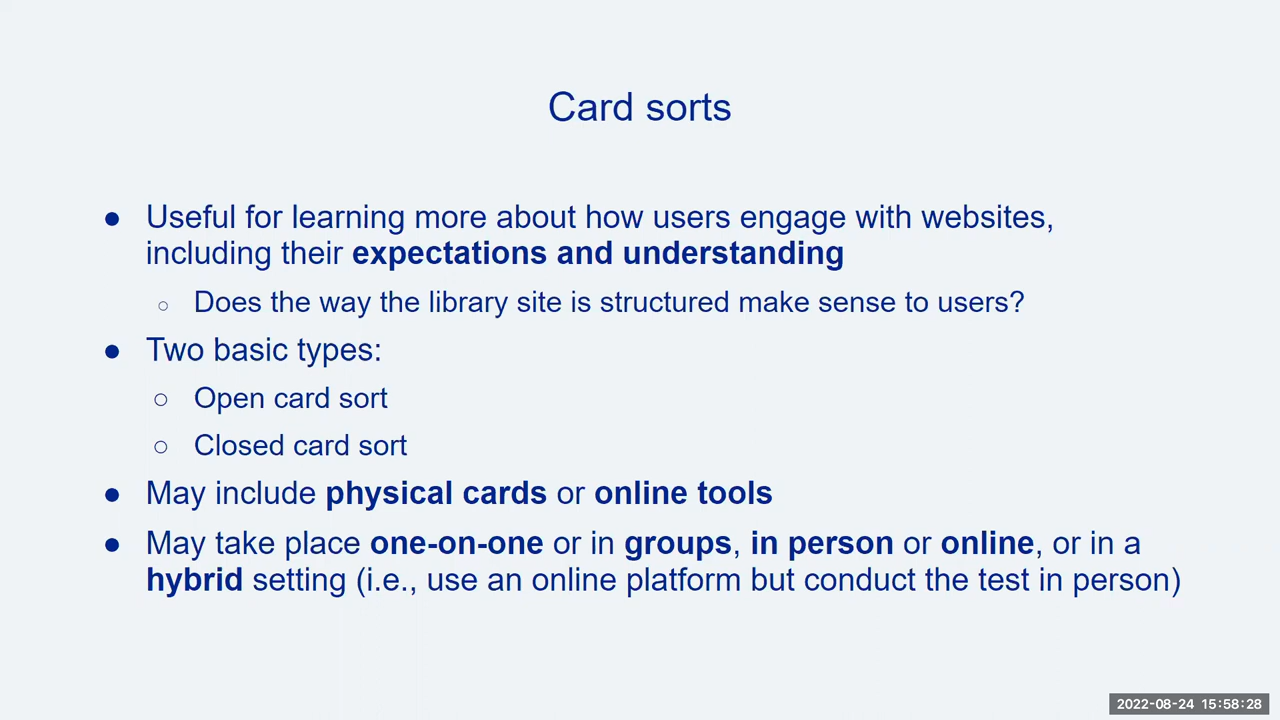 Card sorts
● Useful for learning more about how users engage with websites,
including their expectations and understanding
○ Does the way the library site is structured make sense to users?
● Two basic types:
○ Open card sort
○ Closed card sort
● May include physical cards or online tools
● May take place one-on-one or in groups, in person or online, or in a
hybrid setting (i.e., use an online platform but conduct the test in person)
2022-08-24 15:58:28